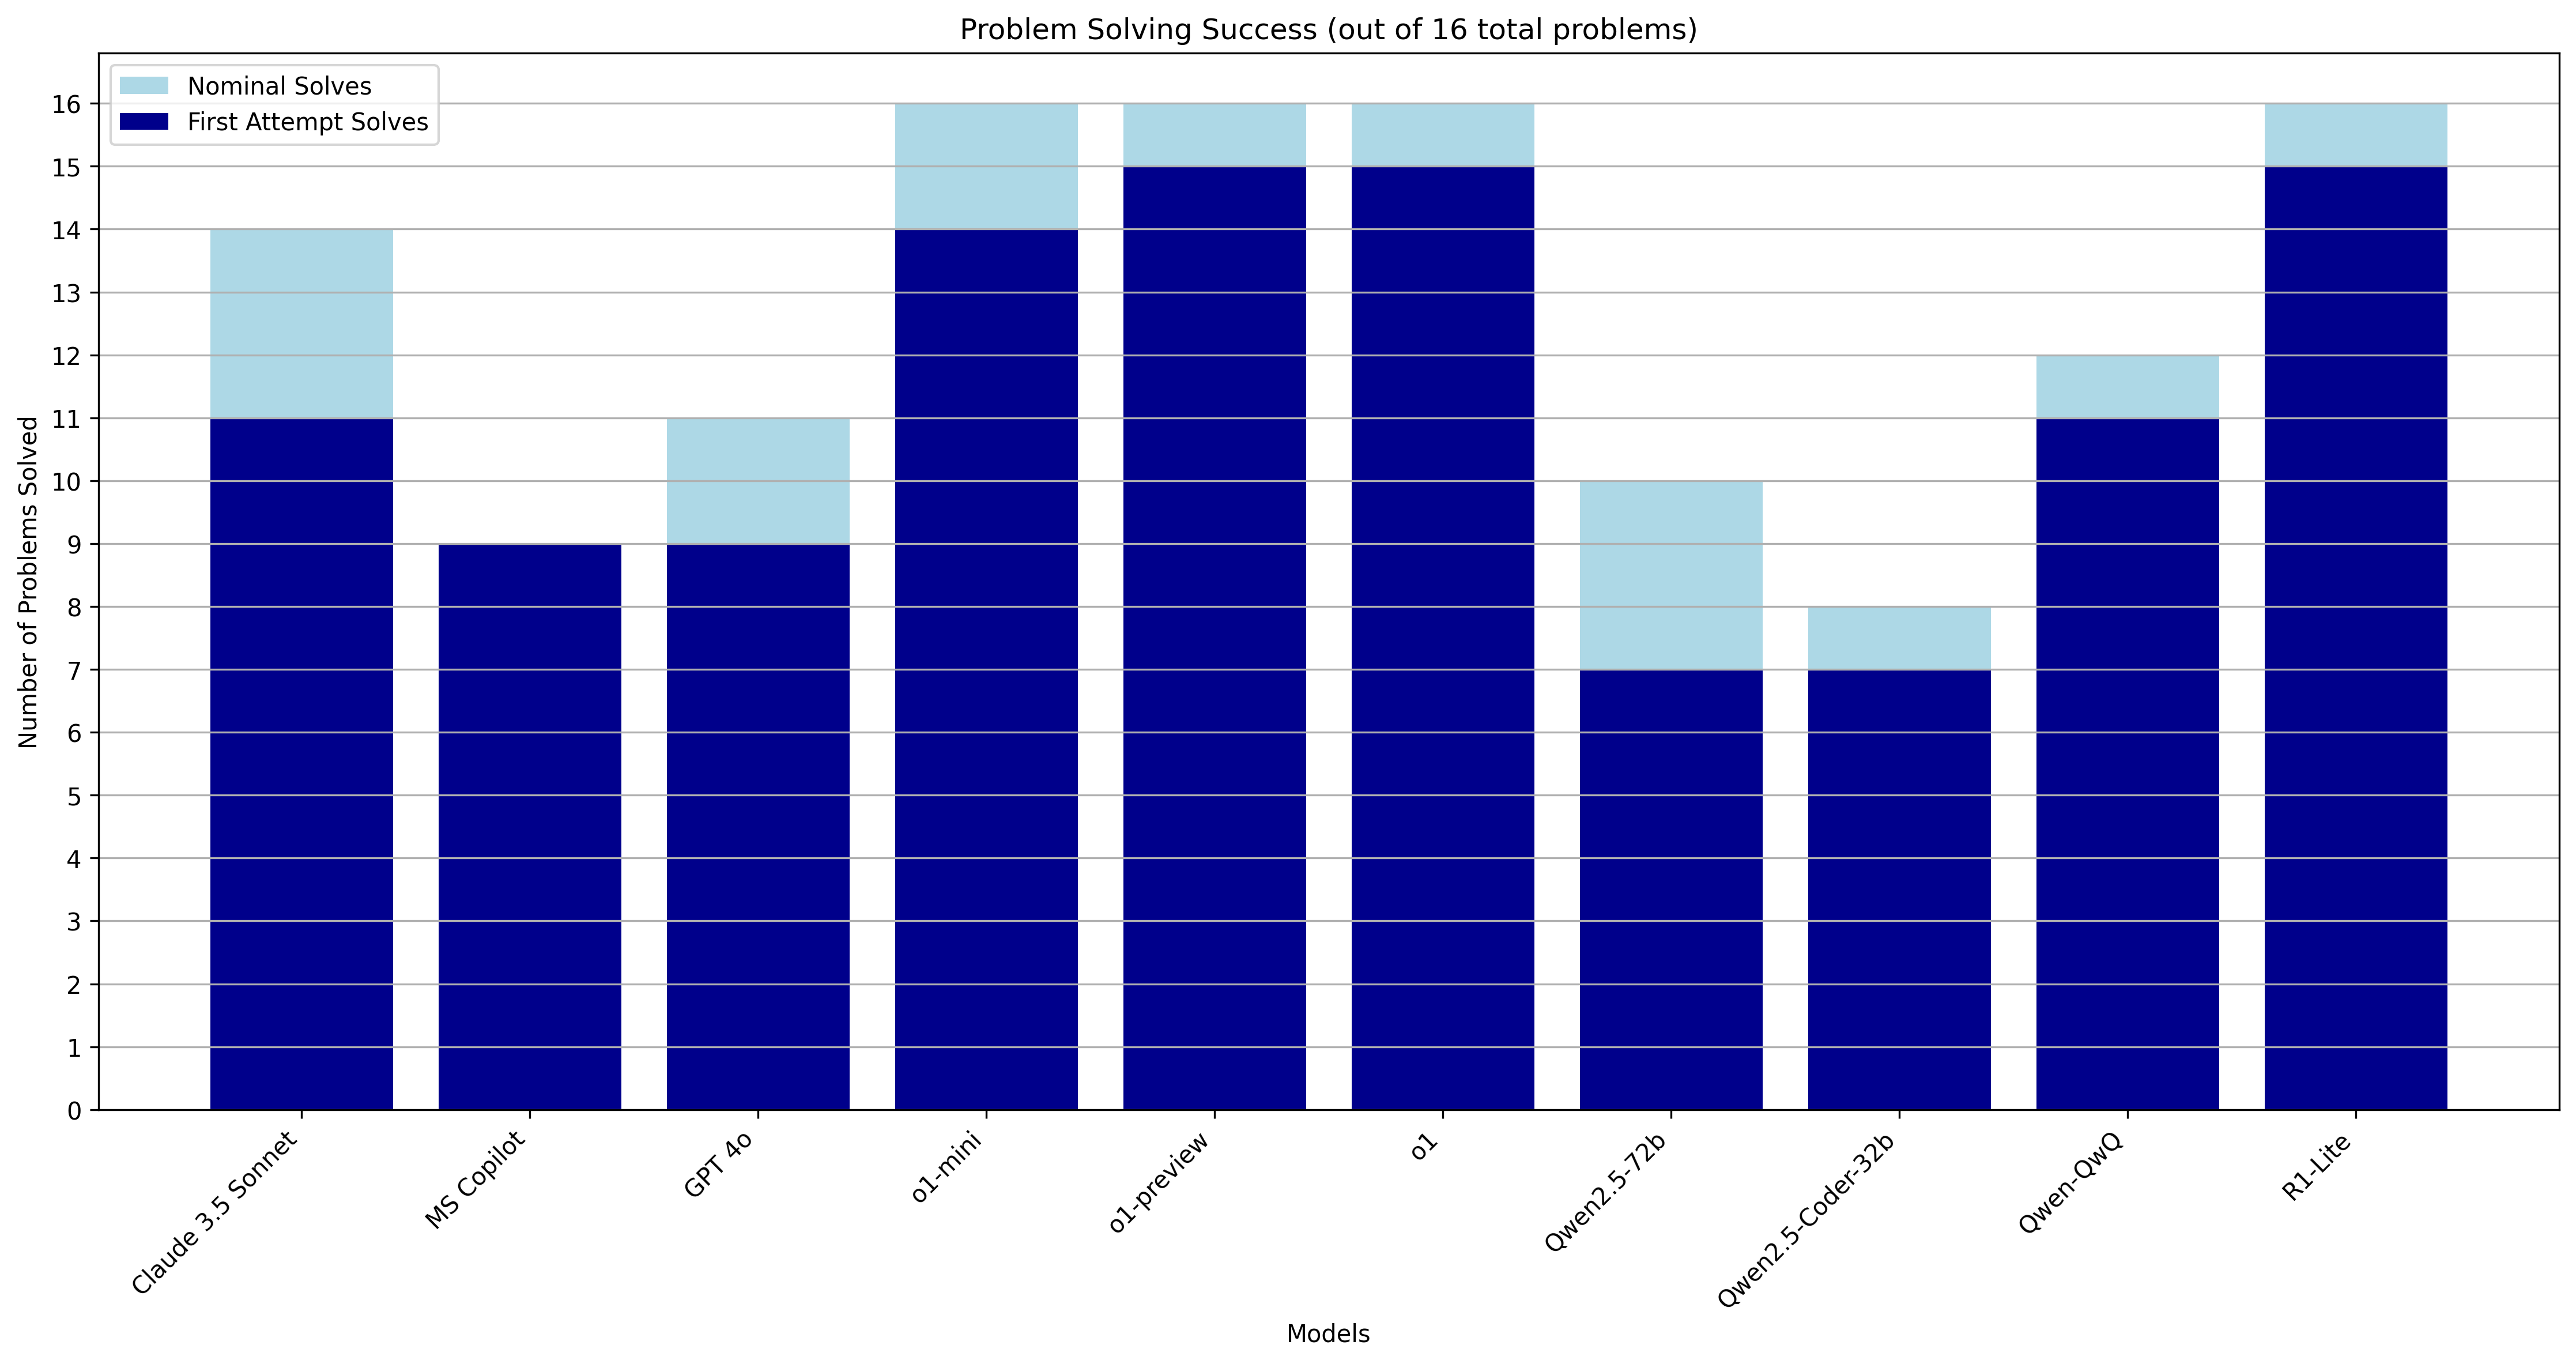 Problem Solving Success (out of 16 total problems)
Nominal Solves
First Attempt Solves
Number of Problems Solved
16
15
14
13
12
11
10
9
8
7
6
5
4
3
2
1
0
Claude 3.5 Sonnet
MS Copilot
GPT 4o
o1-mini
o1-preview
o1
Qwen2.5-72b
Qwen2.5-Coder-32b
Qwen-QwQ
R1-Lite
Models